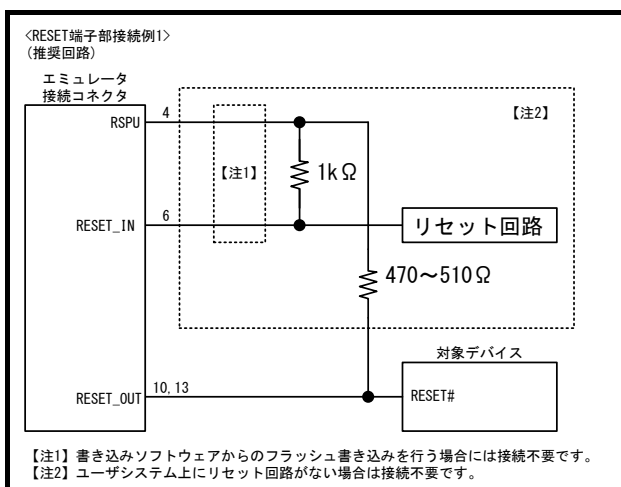 <RESET端子部接続例1>
(推奨回路)
エミュレータ
接続コネクタ
RSPU
4
【注2】
【注1】
1kΩ
RESET_IN
6
リセット回路
470～510Ω
対象デバイス
RESET_OUT
10, 13
RESET#
【注1】書き込みソフトウェアからのフラッシュ書き込みを行う場合には接続不要です。
【注2】ユーザシステム上にリセット回路がない場合は接続不要です。